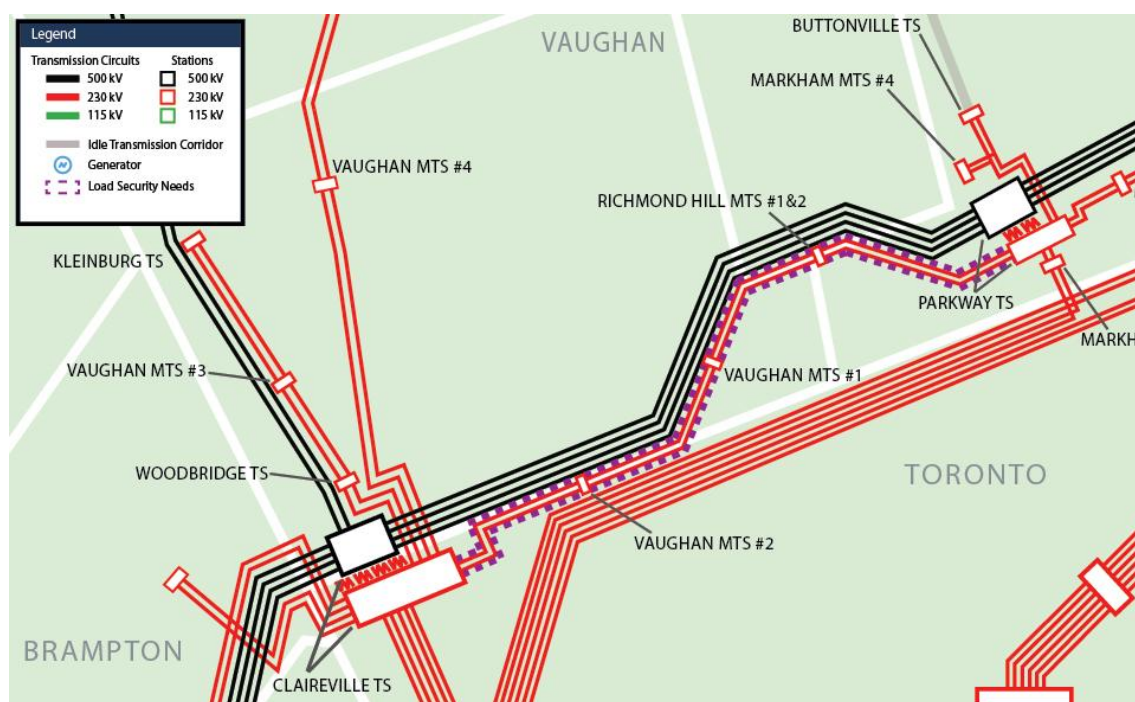 Legend
Transmission Circuits
Stations
500 kV
500 kV
230 kV
230 kV
115 kV
115 kV
Idle Transmission Corridor
Generator
Load Security Needs
VAUGHAN
BUTTONVILLE TS
MARKHAM MTS #4
VAUGHAN MTS #4
RICHMOND HILL MTS #1&2
KLEINBURG TS
PARKWAY TS
MARKH
VAUGHAN MTS #3
VAUGHAN MTS #1
WOODBRIDGE TS
TORONTO
VAUGHAN MTS #2
BRAMPTON
CLAIREVILLE TS